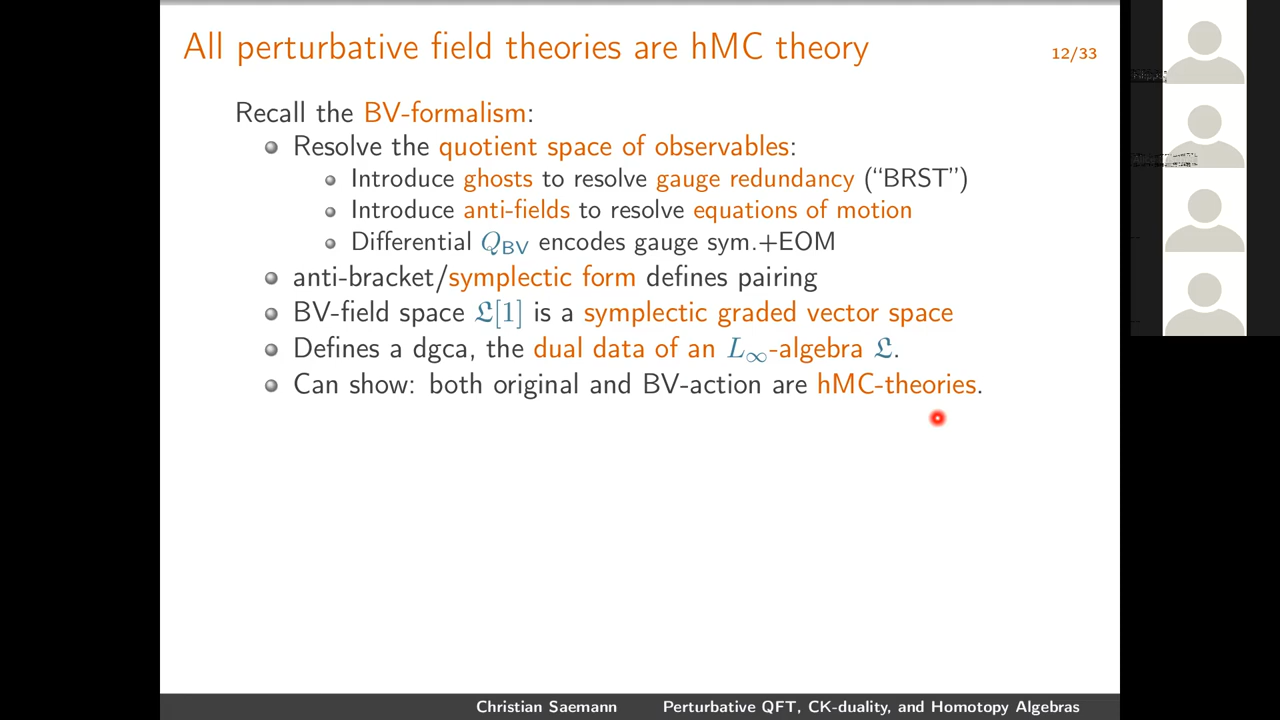 All perturbative field theories are hMC theory
12/33
Recall the BV-formalism:
Resolve the quotient space of observables:
Introduce ghosts to resolve gauge redundancy (“BRST”)
Introduce anti-fields to resolve equations of motion
Differential Q_BV encodes gauge sym.+EOM
anti-bracket/symplectic form defines pairing
BV-field space 𝔏[1] is a symplectic graded vector space
Defines a dgca, the dual data of an L∞-algebra 𝔏.
Can show: both original and BV-action are hMC-theories.
Christian Saemann Perturbative QFT, CK-duality, and Homotopy Algebras